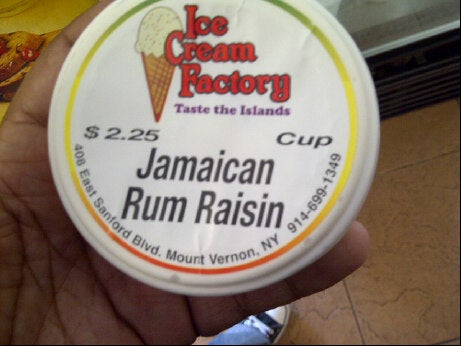 Ice
Cream
Factory
Taste the Islands
$ 2.25
Cup
Jamaican
Rum Raisin
408 East Sanford Blvd. Mount Vernon, NY 914-699-1349